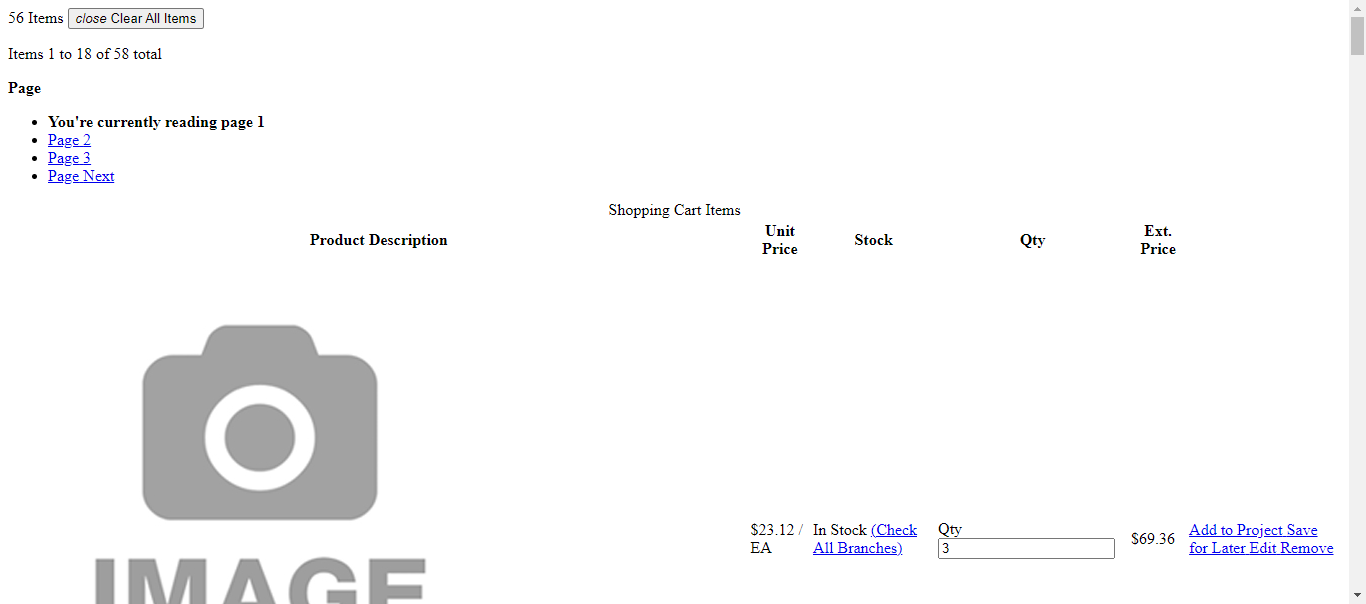 56 Items close Clear All Items
Items 1 to 18 of 58 total
Page
You're currently reading page 1
Page 2
Page 3
Page Next
Shopping Cart Items
Product Description Unit Price Stock Qty Ext. Price
$23.12 / EA
In Stock (Check All Branches)
Qty
3
$69.36
Add to Project Save for Later Edit Remove
IMAGE